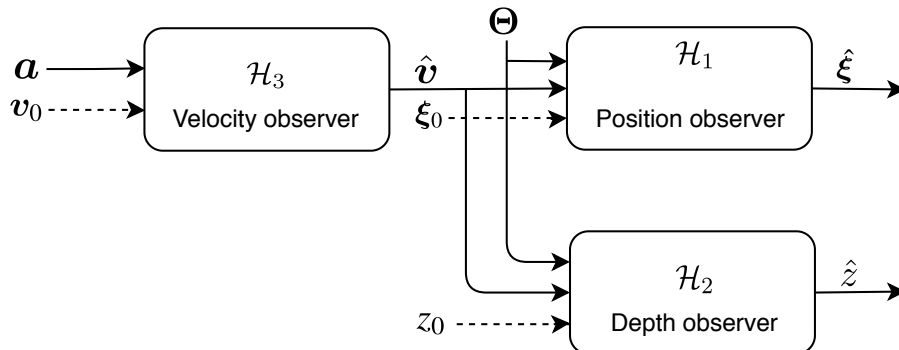 𝒂
𝒗₀
ℋ₃
Velocity observer
𝒗̂
𝚯
𝝃₀
ℋ₁
Position observer
𝝃̂
z₀
ℋ₂
Depth observer
ẑ